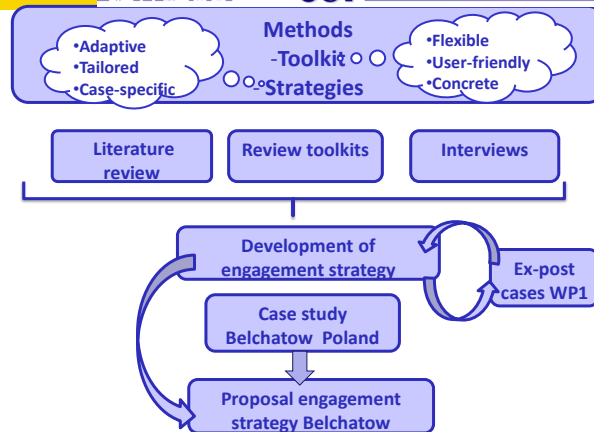 Methods
-Toolkit
-Strategies
•Adaptive
•Tailored
•Case-specific
•Flexible
•User-friendly
•Concrete
Literature
review
Review toolkits
Interviews
Development of
engagement strategy
Ex-post
cases WP1
Case study
Belchatow Poland
Proposal engagement
strategy Belchatow